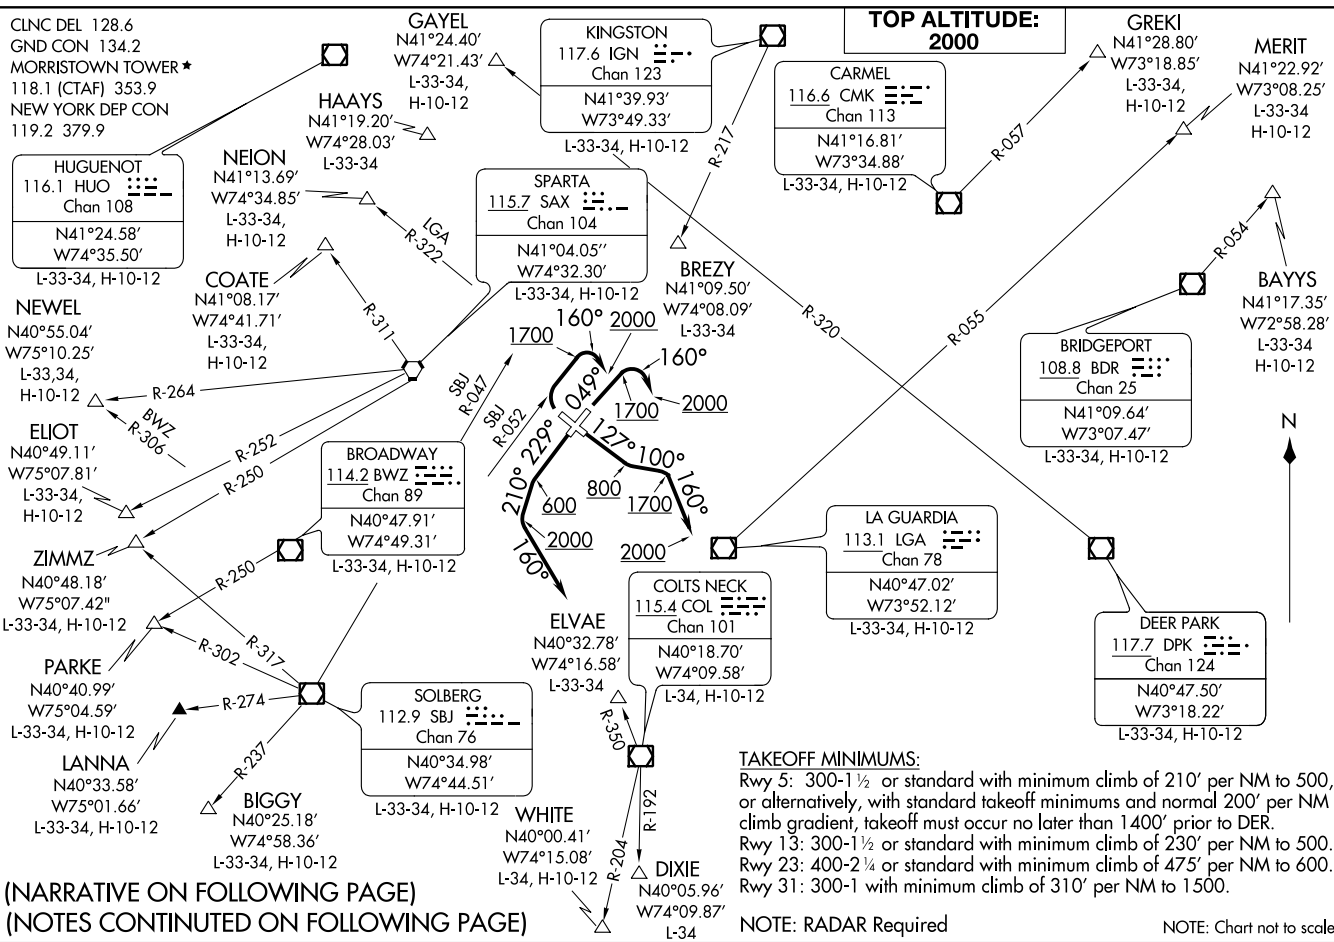 CLNC DEL 128.6
GND CON 134.2
MORRISTOWN TOWER★
118.1 (CTAF) 353.9
NEW YORK DEP CON
119.2 379.9
GAYEL
N41°24.40′
W74°21.43′
L-33-34,
H-10-12
KINGSTON
117.6 IGN
Chan 123
N41°39.93′
W73°49.33′
L-33-34, H-10-12
TOP ALTITUDE:
2000
GREKI
N41°28.80′
W73°18.85′
L-33-34,
H-10-12
MERIT
N41°22.92′
W73°08.25′
L-33-34
H-10-12
CARMEL
116.6 CMK
Chan 113
N41°16.81′
W73°34.88′
L-33-34, H-10-12
HAAYS
N41°19.20′
W74°28.03′
L-33-34
NEION
N41°13.69′
W74°34.85′
L-33-34,
H-10-12
HUGUENOT
116.1 HUO
Chan 108
N41°24.58′
W74°35.50′
L-33-34, H-10-12
SPARTA
115.7 SAX
Chan 104
N41°04.05′′
W74°32.30′
L-33-34, H-10-12
R-217
R-057
LGA
R-322
COATE
N41°08.17′
W74°41.71′
L-33-34,
H-10-12
R-311
BREZY
N41°09.50′
W74°08.09′
L-33-34
R-320
R-055
R-054
BAYYS
N41°17.35′
W72°58.28′
L-33-34
H-10-12
BRIDGEPORT
108.8 BDR
Chan 25
N41°09.64′
W73°07.47′
L-33-34, H-10-12
NEWEL
N40°55.04′
W75°10.25′
L-33,34,
H-10-12
R-264
BWZ
R-306
R-252
R-250
SBJ
R-047
SBJ
R-052
1700
160°
2000
049°
160°
1700
2000
229°
127°
100°
160°
210°
600
800
1700
2000
2000
160°
N
ELIOT
N40°49.11′
W75°07.81′
L-33-34,
H-10-12
BROADWAY
114.2 BWZ
Chan 89
N40°47.91′
W74°49.31′
L-33-34, H-10-12
LA GUARDIA
113.1 LGA
Chan 78
N40°47.02′
W73°52.12′
L-33-34, H-10-12
ZIMMZ
N40°48.18′
W75°07.42"
L-33-34, H-10-12
R-250
R-317
R-302
R-274
R-237
PARKE
N40°40.99′
W75°04.59′
L-33-34, H-10-12
ELVAE
N40°32.78′
W74°16.58′
L-33-34
COLTS NECK
115.4 COL
Chan 101
N40°18.70′
W74°09.58′
L-34, H-10-12
DEER PARK
117.7 DPK
Chan 124
N40°47.50′
W73°18.22′
L-33-34, H-10-12
SOLBERG
112.9 SBJ
Chan 76
N40°34.98′
W74°44.51′
L-33-34, H-10-12
LANNA
N40°33.58′
W75°01.66′
L-33-34, H-10-12
BIGGY
N40°25.18′
W74°58.36′
L-33-34, H-10-12
R-350
R-192
R-204
WHITE
N40°00.41′
W74°15.08′
L-34, H-10-12
DIXIE
N40°05.96′
W74°09.87′
L-34
TAKEOFF MINIMUMS:
Rwy 5: 300-1½ or standard with minimum climb of 210′ per NM to 500,
or alternatively, with standard takeoff minimums and normal 200′ per NM
climb gradient, takeoff must occur no later than 1400′ prior to DER.
Rwy 13: 300-1½ or standard with minimum climb of 230′ per NM to 500.
Rwy 23: 400-2¼ or standard with minimum climb of 475′ per NM to 600.
Rwy 31: 300-1 with minimum climb of 310′ per NM to 1500.
(NARRATIVE ON FOLLOWING PAGE)
(NOTES CONTINUTED ON FOLLOWING PAGE)
NOTE: RADAR Required
NOTE: Chart not to scale